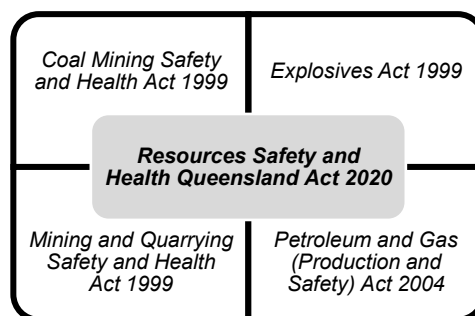 Coal Mining Safety
and Health Act 1999
Explosives Act 1999
Resources Safety and
Health Queensland Act 2020
Mining and Quarrying
Safety and Health
Act 1999
Petroleum and Gas
(Production and
Safety) Act 2004